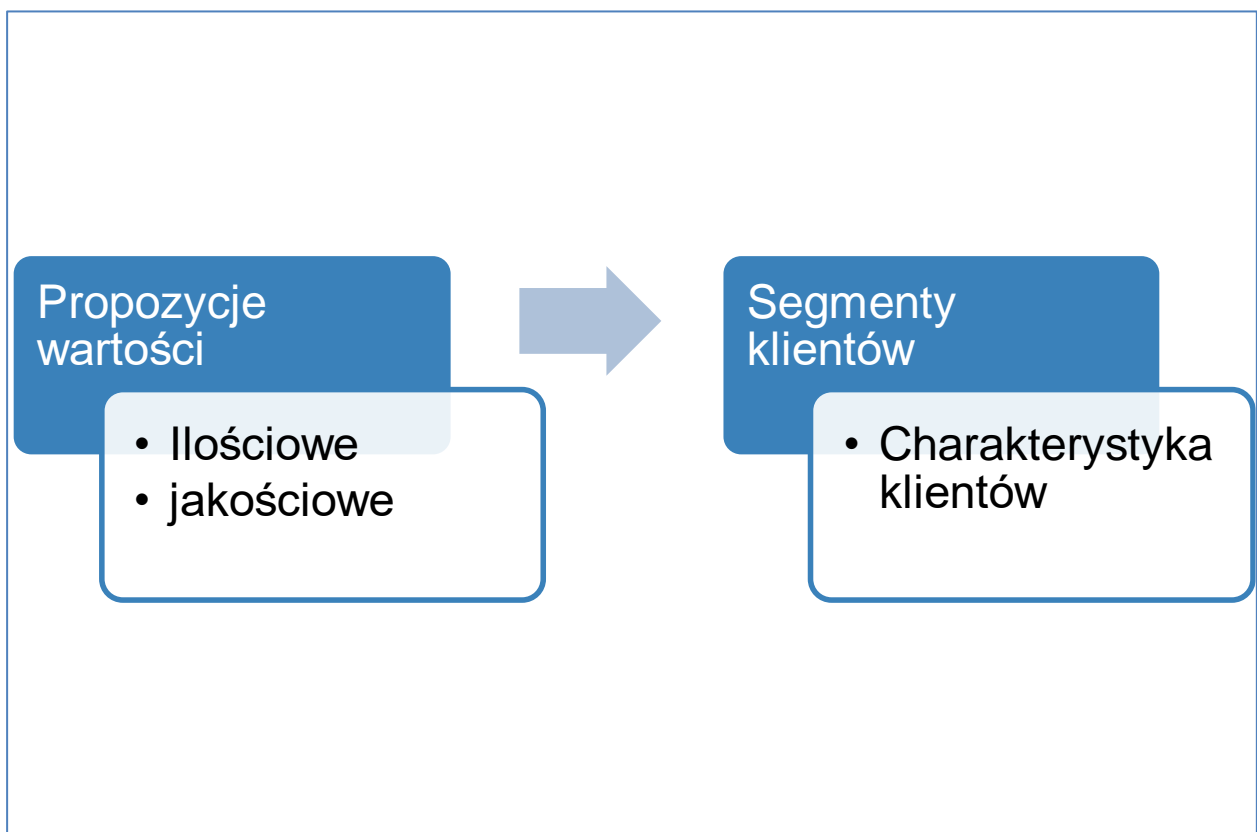 Propozycje
wartości
• Ilościowe
• jakościowe
Segmenty
klientów
• Charakterystyka
klientów